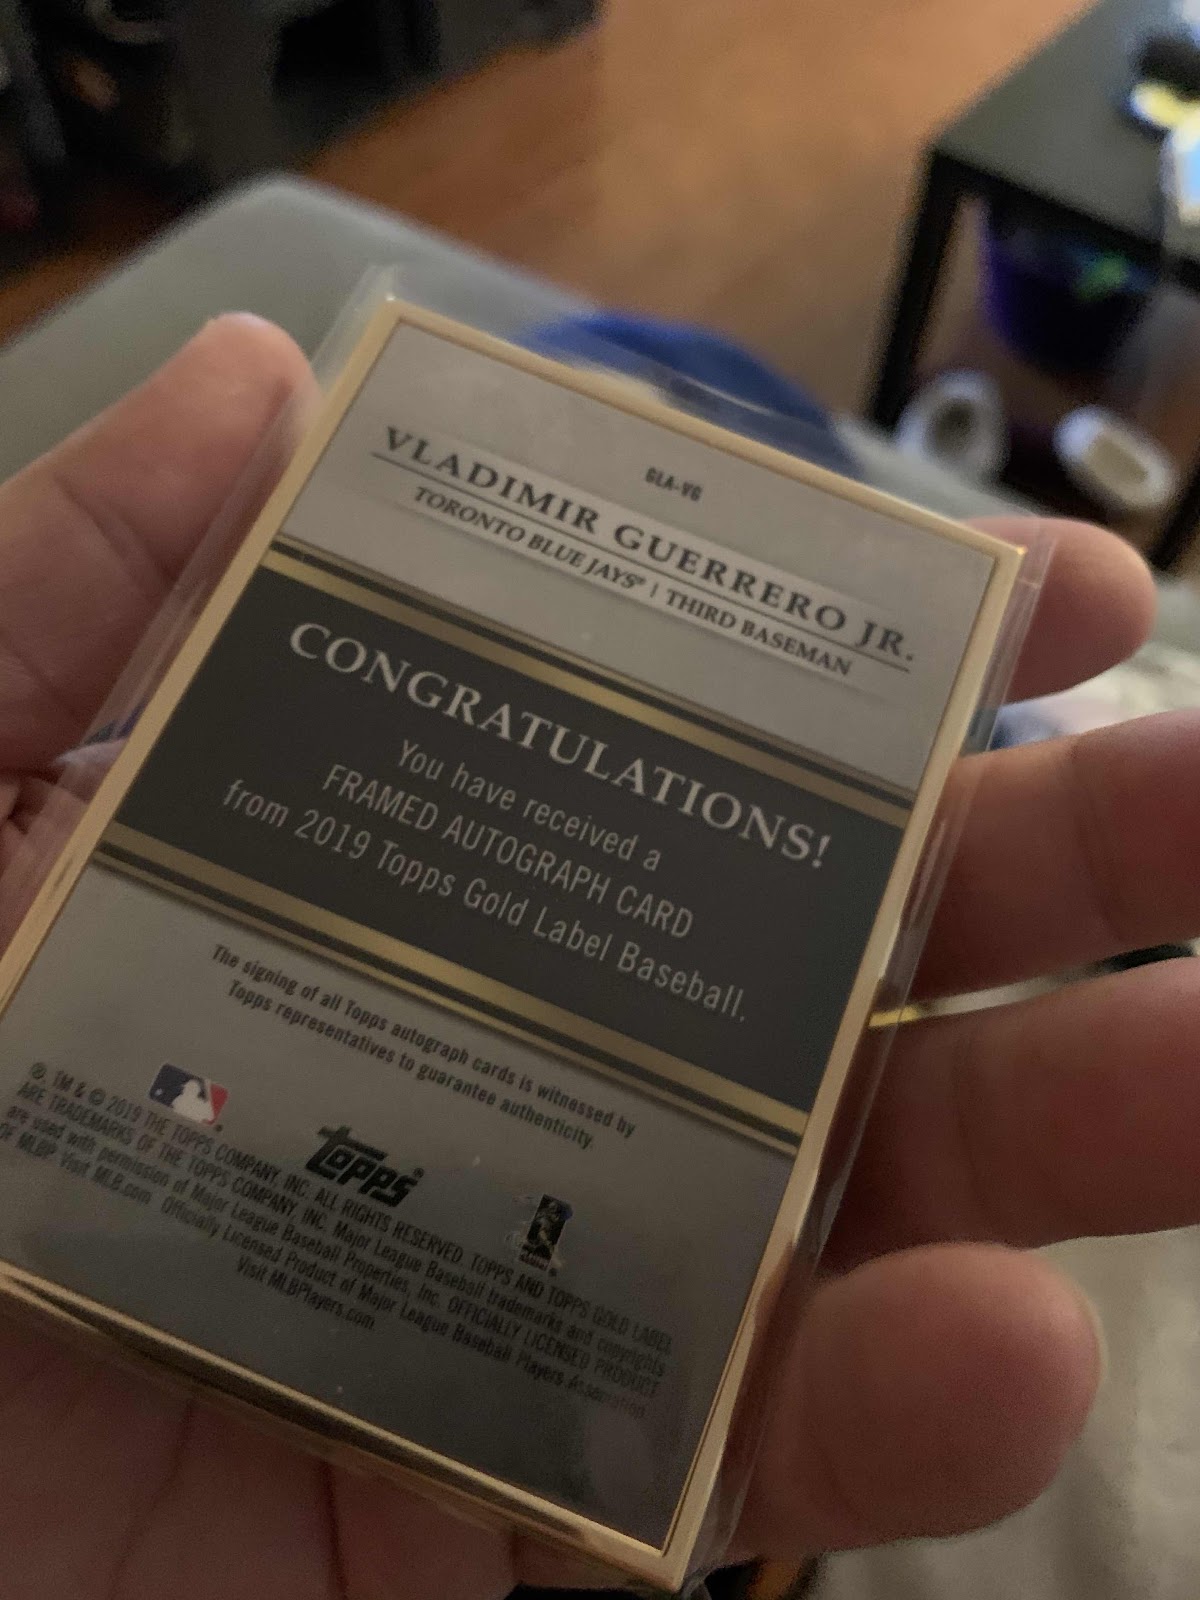 GLA-VG
VLADIMIR GUERRERO JR.
TORONTO BLUE JAYS® | THIRD BASEMAN
CONGRATULATIONS!
You have received a
FRAMED AUTOGRAPH CARD
from 2019 Topps Gold Label Baseball.
The signing of all Topps autograph cards is witnessed by
Topps representatives to guarantee authenticity.
topps®
®, TM & © 2019 THE TOPPS COMPANY, INC. ALL RIGHTS RESERVED. TOPPS AND TOPPS GOLD LABEL
ARE TRADEMARKS OF THE TOPPS COMPANY, INC. Major League Baseball trademarks and copyrights
are used with permission of Major League Baseball Properties, Inc. OFFICIALLY LICENSED PRODUCT
OF MLBP Visit MLB.com Officially Licensed Product of Major League Baseball Players Association
Visit MLBPlayers.com